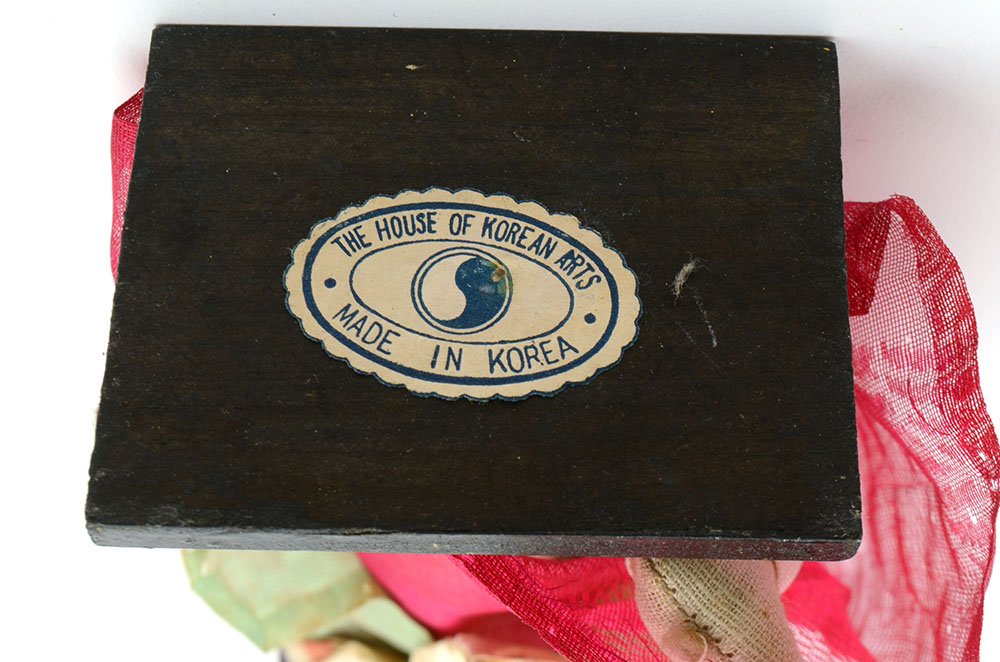 THE HOUSE OF KOREAN ARTS
MADE IN KOREA